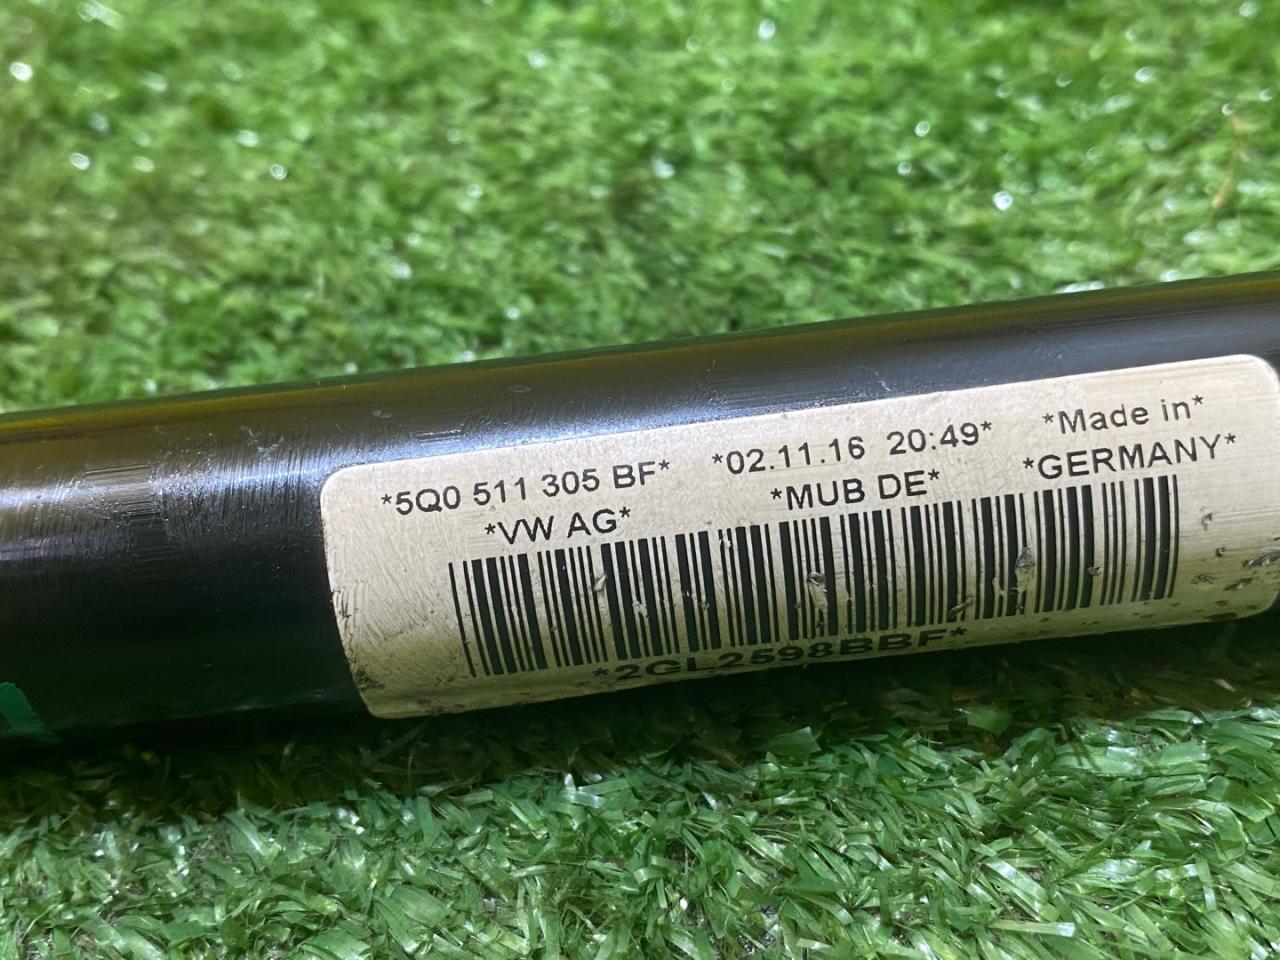 *5Q0 511 305 BF* *02.11.16 20:49* *Made in*
*VW AG* *MUB DE* *GERMANY*
*2GL2598BBF*